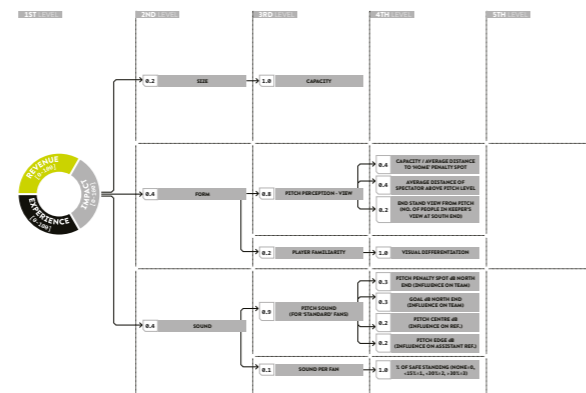 1ST LEVEL
2ND LEVEL
3RD LEVEL
4TH LEVEL
5TH LEVEL
REVENUE
[0-100]
IMPACT
[0-100]
EXPERIENCE
[0-100]
0.2 SIZE
1.0 CAPACITY
0.4 FORM
0.8 PITCH PERCEPTION - VIEW
0.4 CAPACITY / AVERAGE DISTANCE
TO 'HOME' PENALTY SPOT
0.4 AVERAGE DISTANCE OF
SPECTATOR ABOVE PITCH LEVEL
0.2 END STAND VIEW FROM PITCH
(NO. OF PEOPLE IN KEEPER'S
VIEW AT SOUTH END)
0.2 PLAYER FAMILIARITY
1.0 VISUAL DIFFERENTIATION
0.4 SOUND
0.9 PITCH SOUND
(FOR 'STANDARD' FANS)
0.3 PITCH PENALTY SPOT dB NORTH
END (INFLUENCE ON TEAM)
0.3 GOAL dB NORTH END
(INFLUENCE ON TEAM)
0.2 PITCH CENTRE dB
(INFLUENCE ON REF.)
0.2 PITCH EDGE dB
(INFLUENCE ON ASSISTANT REF.)
0.1 SOUND PER FAN
1.0 % OF SAFE STANDING (NONE=0,